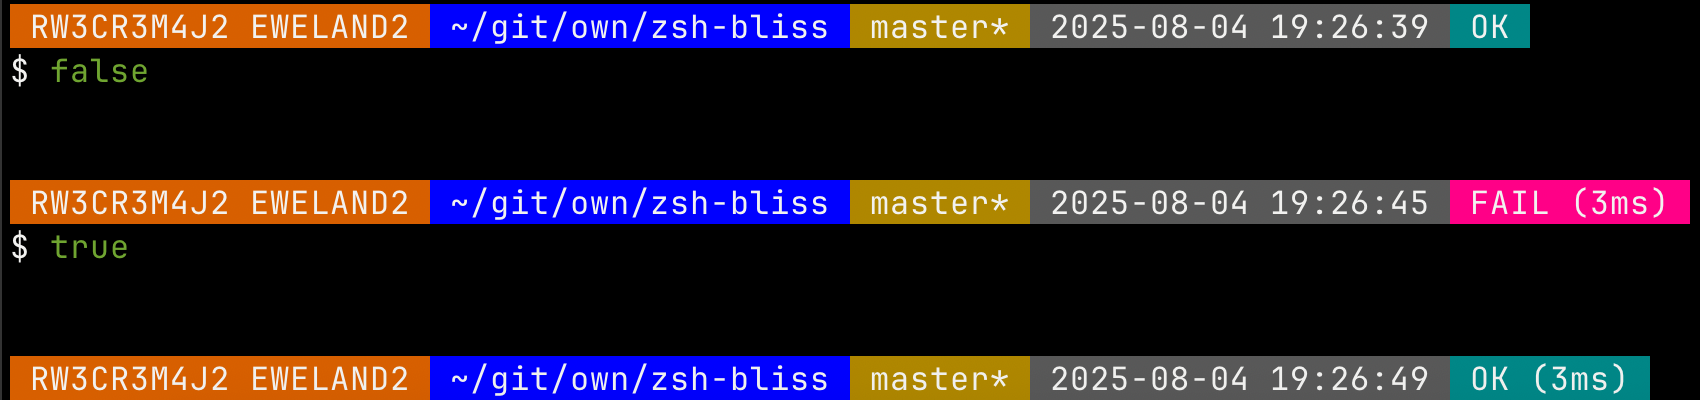 RW3CR3M4J2 EWELAND2 ~/git/own/zsh-bliss master* 2025-08-04 19:26:39 OK
$ false
RW3CR3M4J2 EWELAND2 ~/git/own/zsh-bliss master* 2025-08-04 19:26:45 FAIL (3ms)
$ true
RW3CR3M4J2 EWELAND2 ~/git/own/zsh-bliss master* 2025-08-04 19:26:49 OK (3ms)